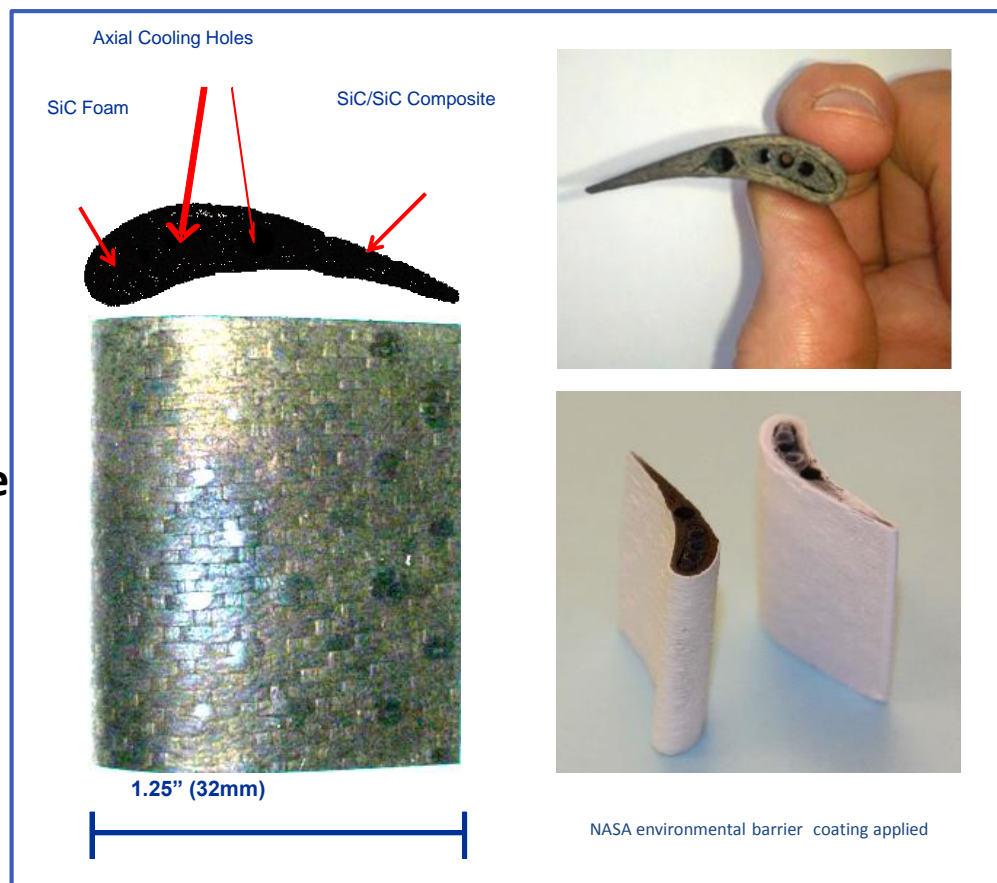 Axial Cooling Holes
SiC Foam
SiC/SiC Composite
e
1.25” (32mm)
NASA environmental barrier coating applied